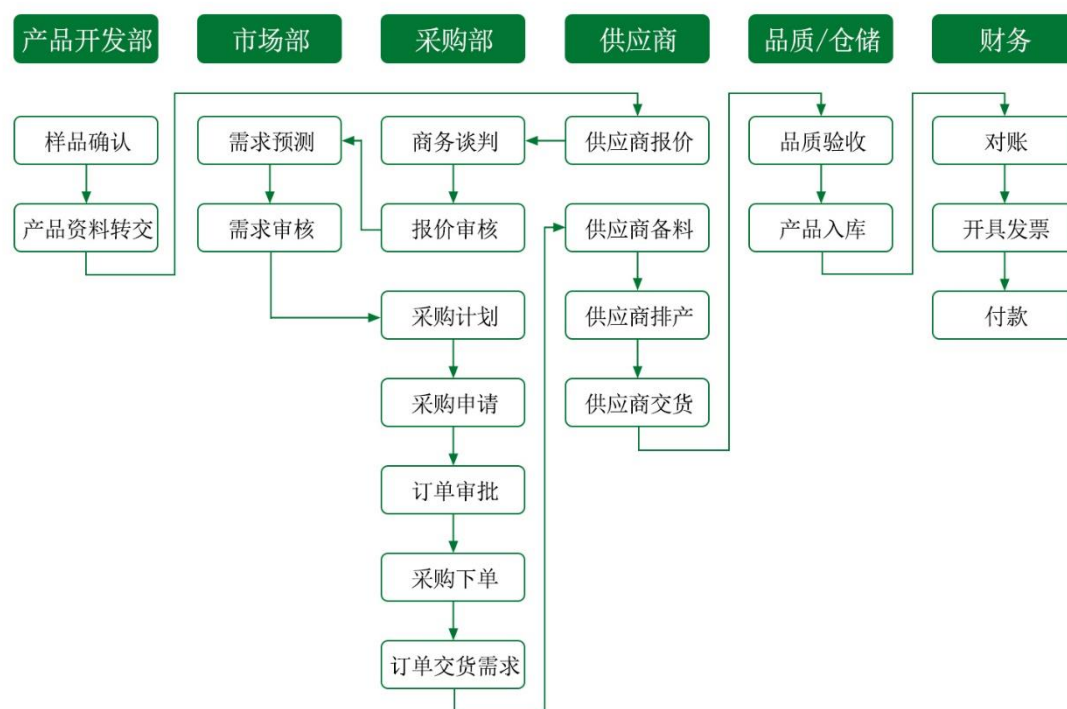 产品开发部
市场部
采购部
供应商
品质/仓储
财务
样品确认
需求预测
商务谈判
供应商报价
品质验收
对账
产品资料转交
需求审核
报价审核
供应商备料
产品入库
开具发票
采购计划
供应商排产
付款
采购申请
供应商交货
订单审批
采购下单
订单交货需求